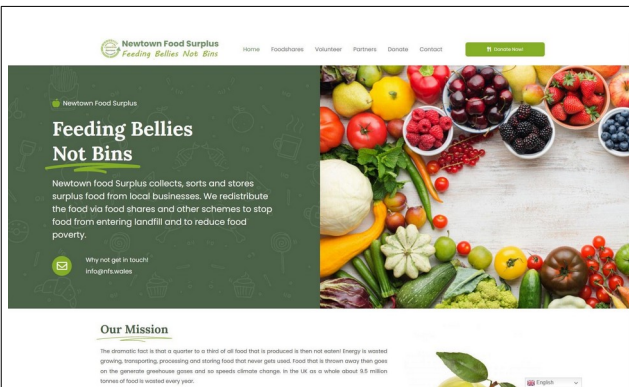 Newtown Food Surplus
Feeding Bellies Not Bins
Home Foodshares Volunteer Partners Donate Contact
Donate Now
Newtown Food Surplus
Feeding Bellies
Not Bins
Newtown food Surplus collects, sorts and stores
surplus food from local businesses. We redistribute
the food via food shares and other schemes to stop
food from entering landfill and to reduce food
poverty.
Why not get in touch!
info@nfs.wales
Our Mission
The dramatic fact is that a quarter to a third of all food that is produced is then not eaten! Energy is wasted
growing, transporting, processing and storing food that never gets used. Food that is thrown away then goes
on the generate greehouse gases and so speeds climate change. In the UK as a whole about 9.5 million
tonnes of food is wasted every year.
English